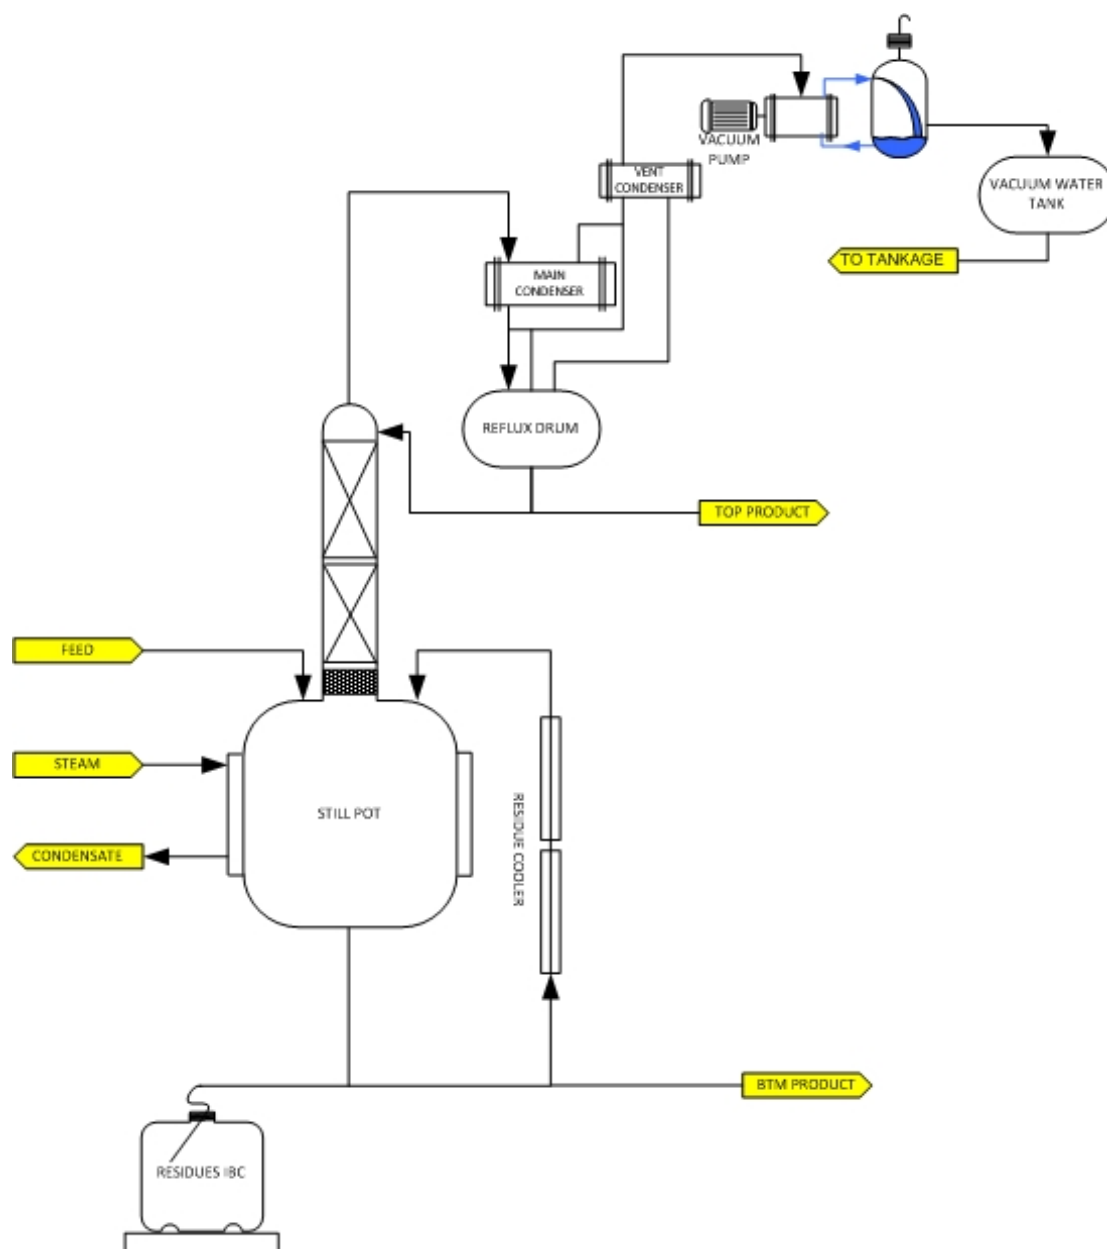 VACUUM
PUMP
VENT
CONDENSER
VACUUM WATER
TANK
TO TANKAGE
MAIN
CONDENSER
REFLUX DRUM
TOP PRODUCT
FEED
STEAM
STILL POT
RESIDUE COOLER
CONDENSATE
BTM PRODUCT
RESIDUES IBC